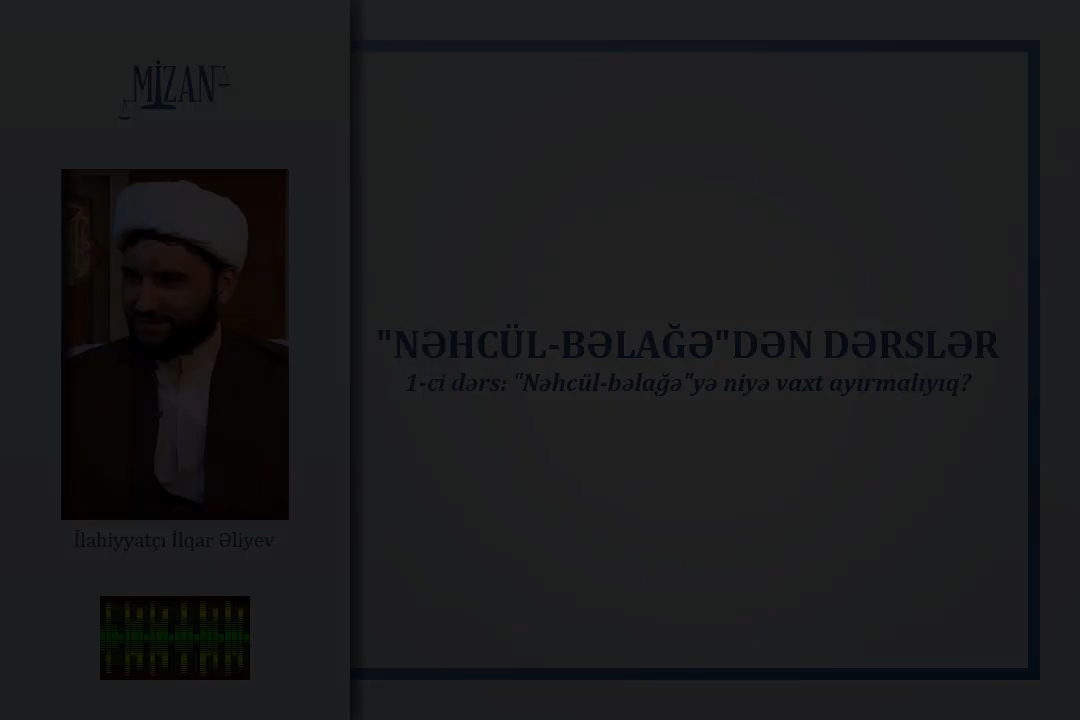 MİZAN
"NƏHCÜL-BƏLAĞƏ"DƏN DƏRSLƏR
1-ci dərs: "Nəhcül-bəlağə"yə niyə vaxt ayırmalıyıq?
İlahiyyatçı İlqar Əliyev